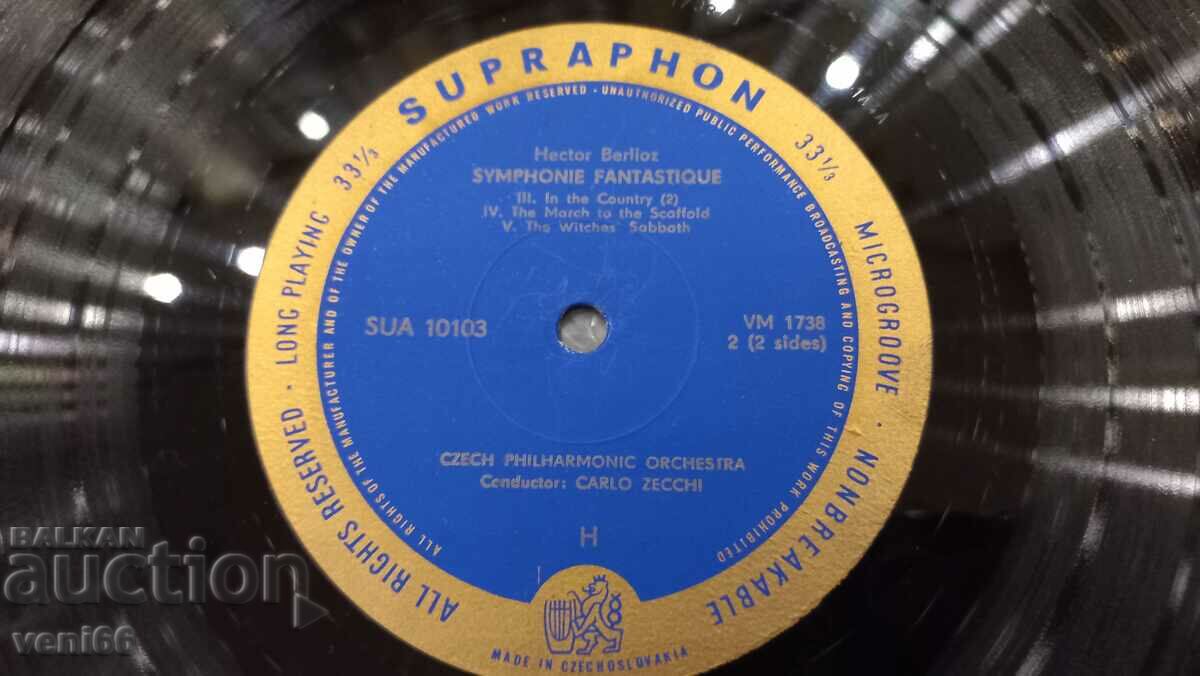 SUPRAPHON
33⅓
33⅓
ALL RIGHTS RESERVED · LONG PLAYING
MICROGROOVE · NONBREAKABLE
ALL RIGHTS OF THE MANUFACTURER AND OF THE OWNER OF THE MANUFACTURED WORK RESERVED · UNAUTHORIZED PUBLIC PERFORMANCE BROADCASTING AND COPYING OF THIS WORK PROHIBITED
Hector Berlioz
SYMPHONIE FANTASTIQUE
III. In the Country (2)
IV. The March to the Scaffold
V. The Witches' Sabbath
SUA 10103
VM 1738
2 (2 sides)
CZECH PHILHARMONIC ORCHESTRA
Conductor: CARLO ZECCHI
H
MADE IN CZECHOSLOVAKIA
BALKAN
auction
veni66